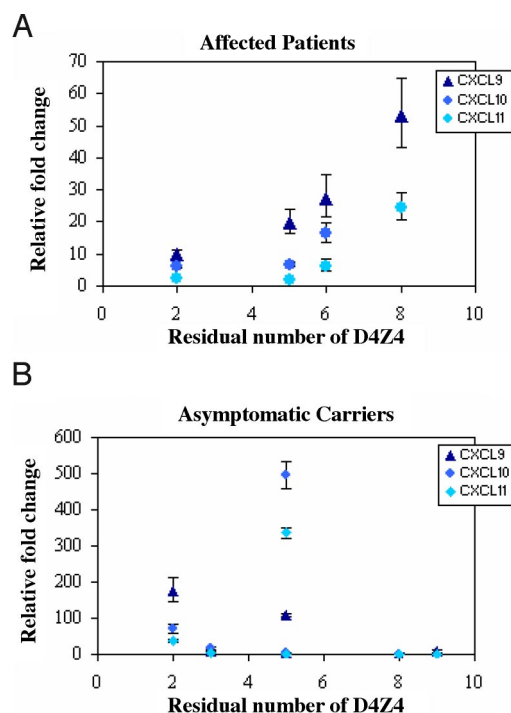 A
Affected Patients
70
60
50
40
30
20
10
0
Relative fold change
CXCL9
CXCL10
CXCL11
0 2 4 6 8 10
Residual number of D4Z4
B
Asymptomatic Carriers
600
500
400
300
200
100
0
Relative fold change
CXCL9
CXCL10
CXCL11
0 2 4 6 8 10
Residual number of D4Z4